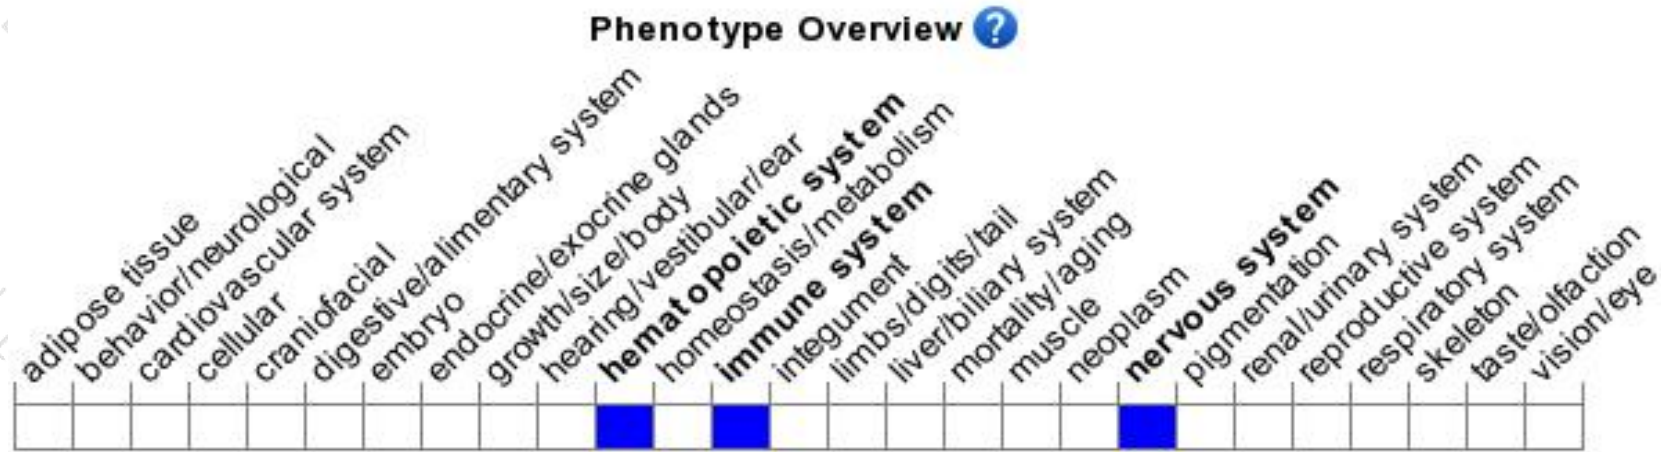 Phenotype Overview ?
adipose tissue
behavior/neurological
cardiovascular system
cellular
craniofacial
digestive/alimentary system
embryo
endocrine/exocrine glands
growth/size/body
hearing/vestibular/ear
hematopoietic system
homeostasis/metabolism
immune system
integument
limbs/digits/tail
liver/biliary system
mortality/aging
muscle
neoplasm
nervous system
pigmentation
renal/urinary system
reproductive system
respiratory system
skeleton
taste/olfaction
vision/eye